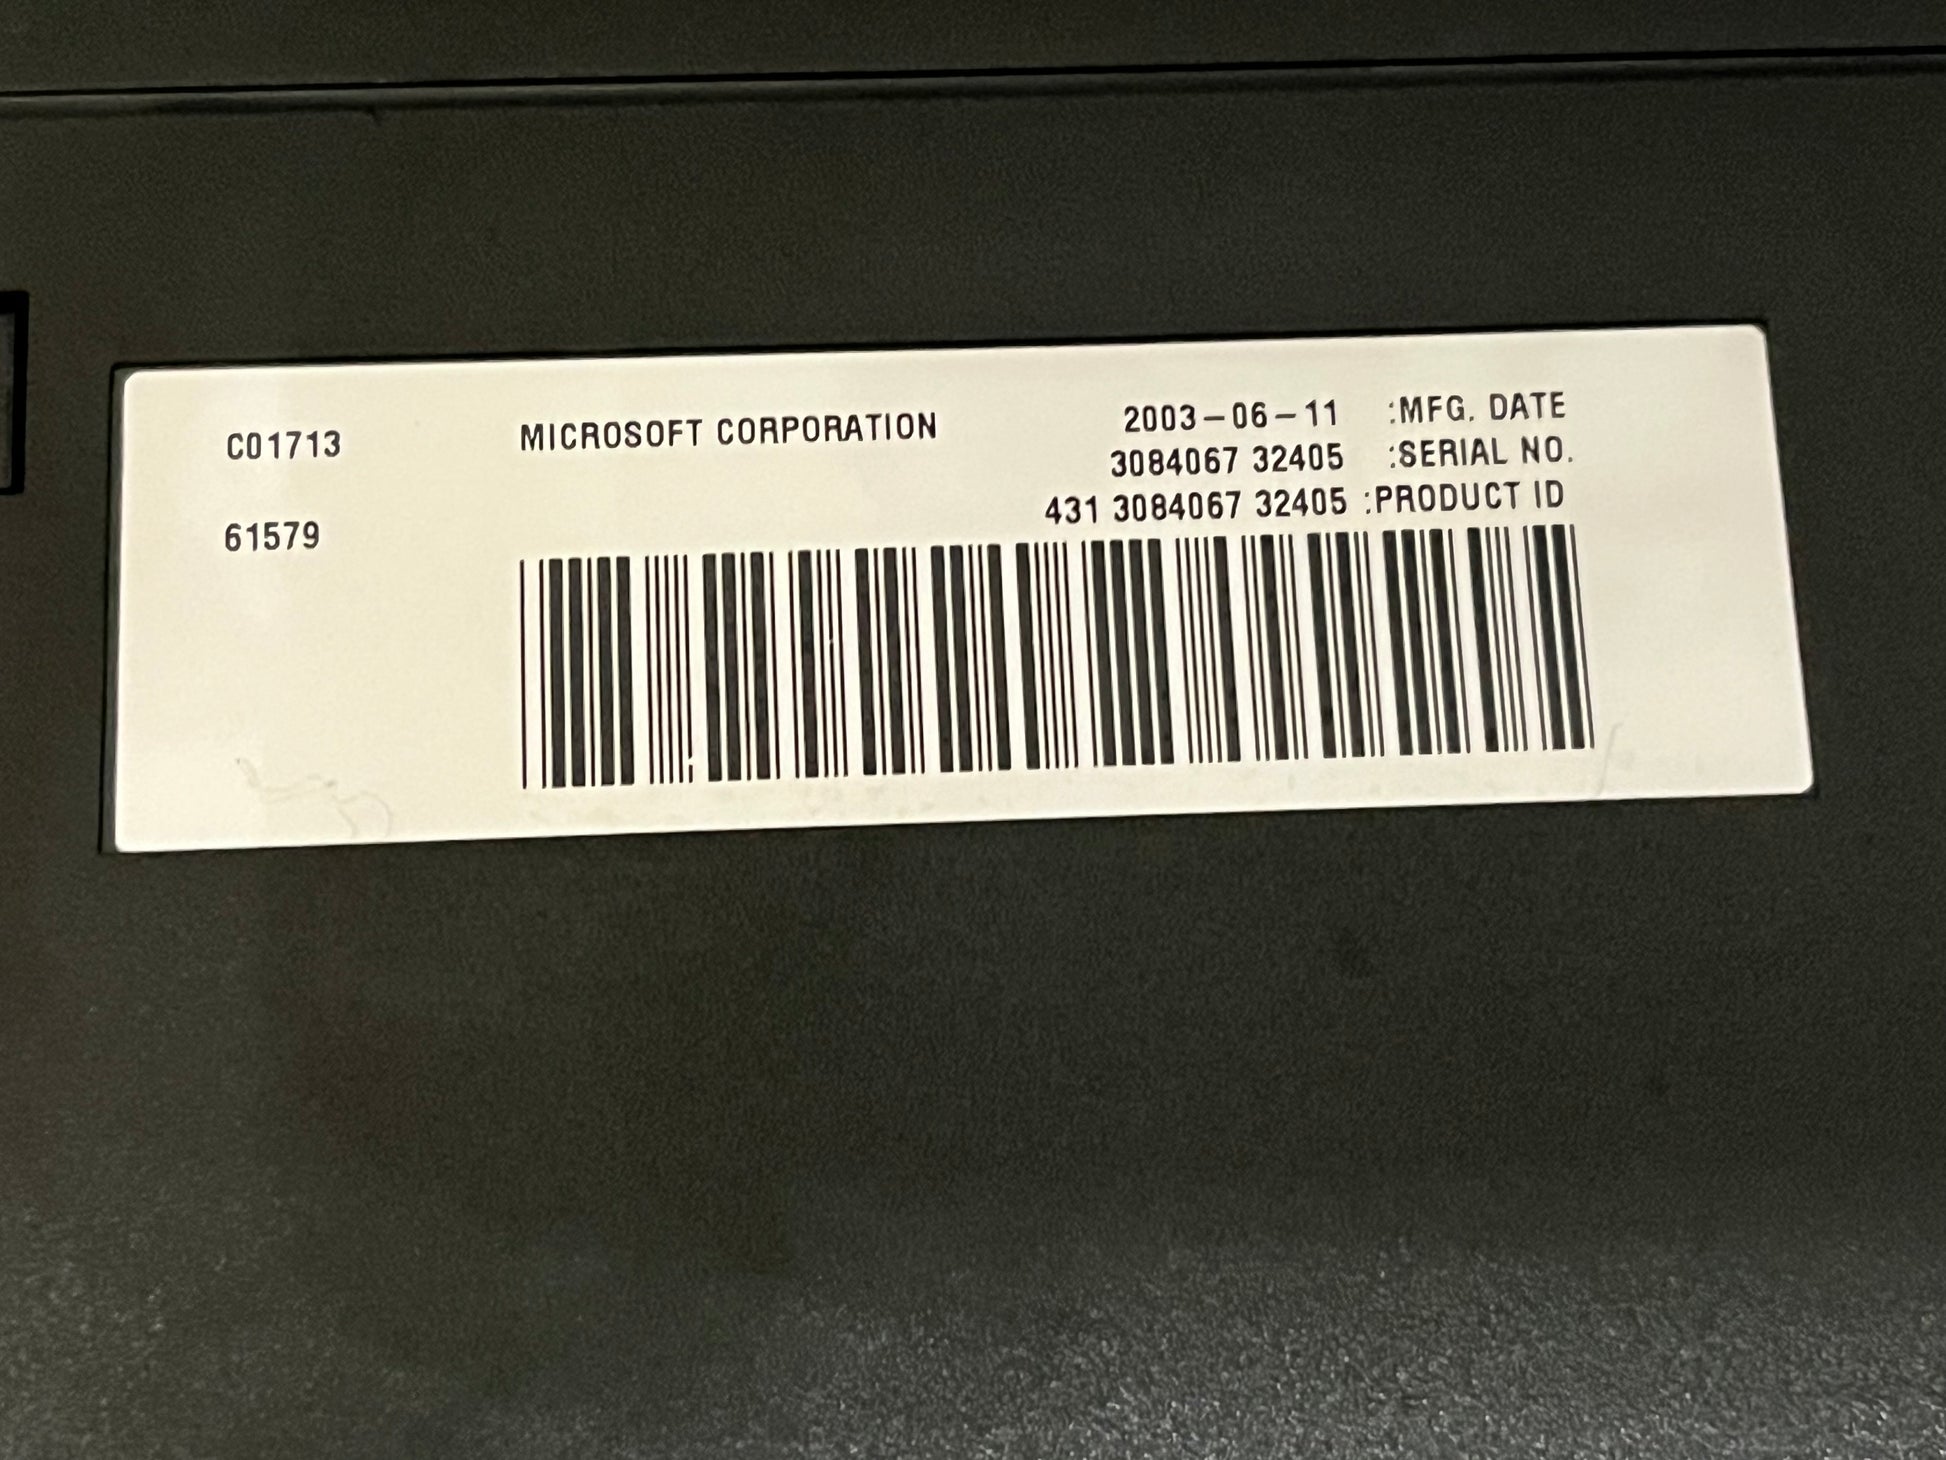 C01713 MICROSOFT CORPORATION 2003-06-11 :MFG. DATE
3084067 32405 :SERIAL NO.
431 3084067 32405 :PRODUCT ID
61579